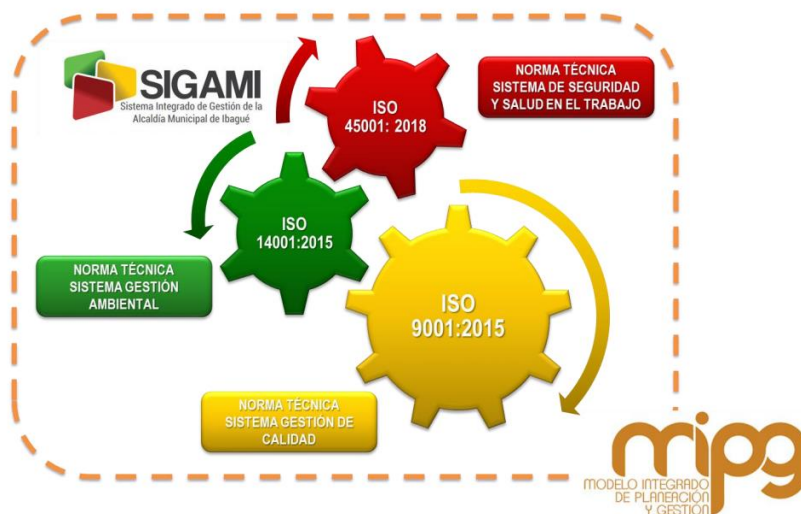 SIGAMI
Sistema Integrado de Gestión de la
Alcaldía Municipal de Ibagué
ISO
45001: 2018
NORMA TÉCNICA
SISTEMA DE SEGURIDAD
Y SALUD EN EL TRABAJO
ISO
14001:2015
NORMA TÉCNICA
SISTEMA GESTIÓN
AMBIENTAL
ISO
9001:2015
NORMA TÉCNICA
SISTEMA GESTIÓN DE
CALIDAD
mipg
MODELO INTEGRADO
DE PLANEACIÓN
Y GESTIÓN